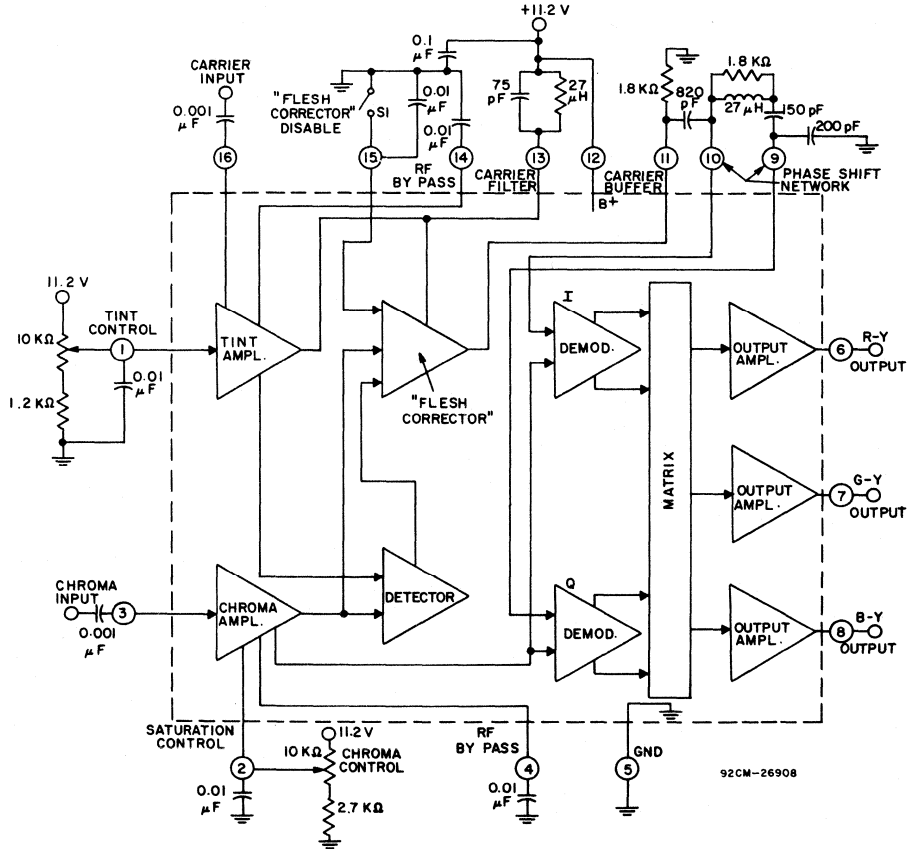 +11.2 V
0.1
μF
CARRIER
INPUT
0.001
μF
"FLESH
CORRECTOR"
DISABLE
S1
0.01
μF
0.01
μF
75
pF
27
μH
1.8 KΩ
820
pF
1.8 KΩ
27 μH
150 pF
200 pF
16
15
RF
BY PASS
14
CARRIER
FILTER
13
12
B+
CARRIER
BUFFER
11
10
9
PHASE SHIFT
NETWORK
11.2 V
TINT
CONTROL
10 KΩ
1
0.01
μF
1.2 KΩ
TINT
AMPL.
"FLESH
CORRECTOR"
I
DEMOD.
MATRIX
OUTPUT
AMPL.
6
R-Y
OUTPUT
OUTPUT
AMPL.
7
G-Y
OUTPUT
CHROMA
INPUT
3
0.001
μF
CHROMA
AMPL.
DETECTOR
Q
DEMOD.
OUTPUT
AMPL.
8
B-Y
OUTPUT
SATURATION
CONTROL
2
0.01
μF
11.2 V
10 KΩ
CHROMA
CONTROL
2.7 KΩ
RF
BY PASS
4
0.01
μF
5
GND
92CM-26908